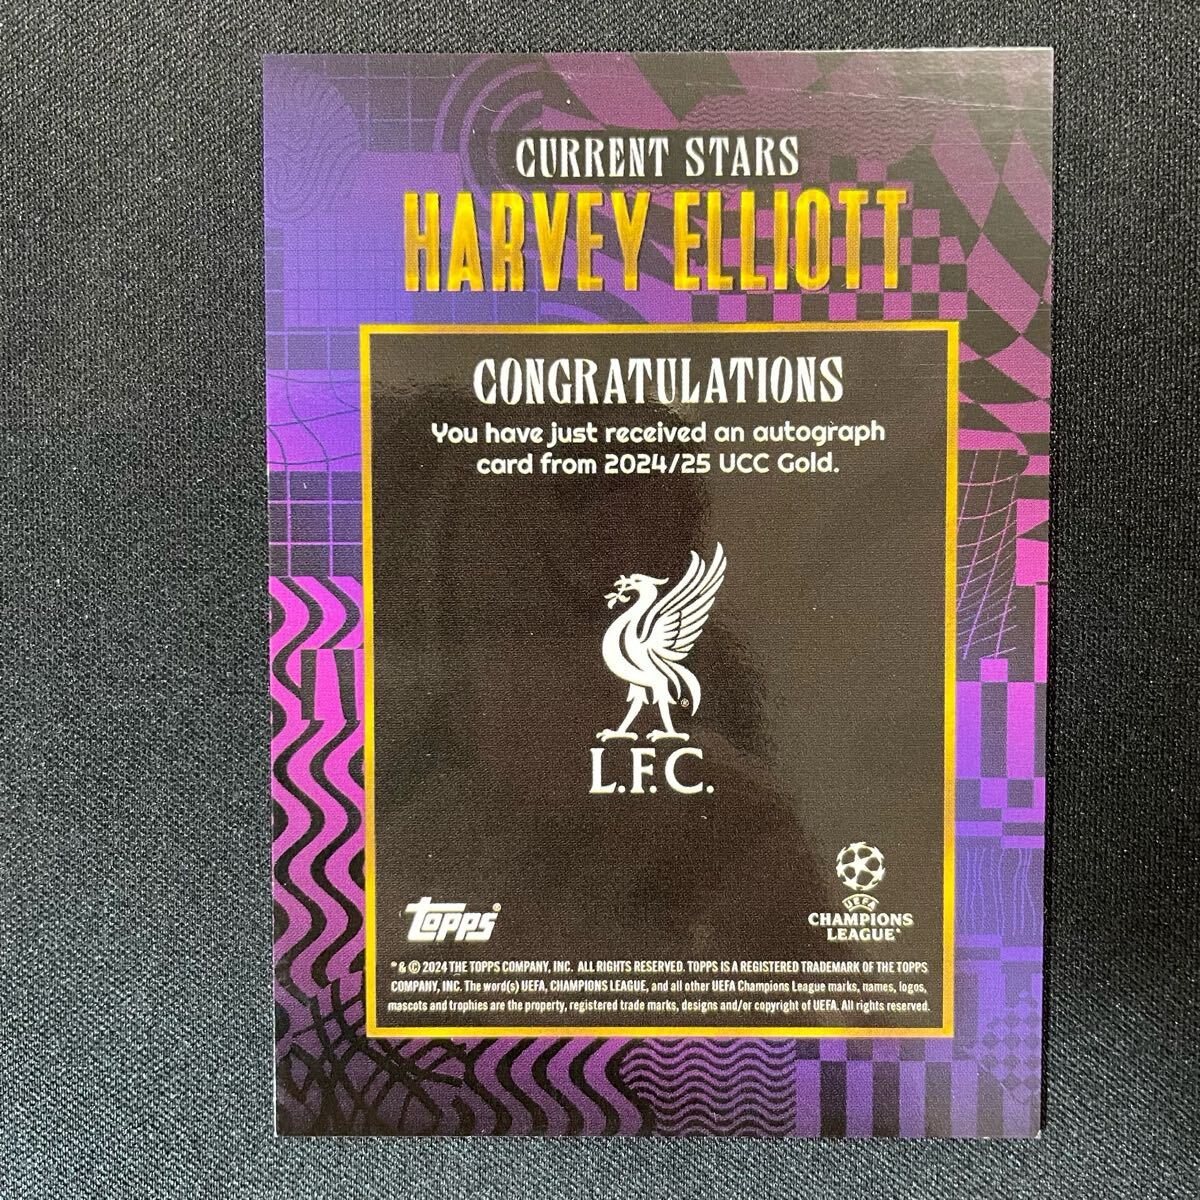 CURRENT STARS
HARVEY ELLIOTT
CONGRATULATIONS
You have just received an autograph
card from 2024/25 UCC Gold.
®
L.F.C.
topps®
UEFA
CHAMPIONS
LEAGUE®
*& © 2024 THE TOPPS COMPANY, INC. ALL RIGHTS RESERVED. TOPPS IS A REGISTERED TRADEMARK OF THE TOPPS
COMPANY, INC. The word(s) UEFA, CHAMPIONS LEAGUE, and all other UEFA Champions League marks, names, logos,
mascots and trophies are the property, registered trade marks, designs and/or copyright of UEFA. All rights reserved.